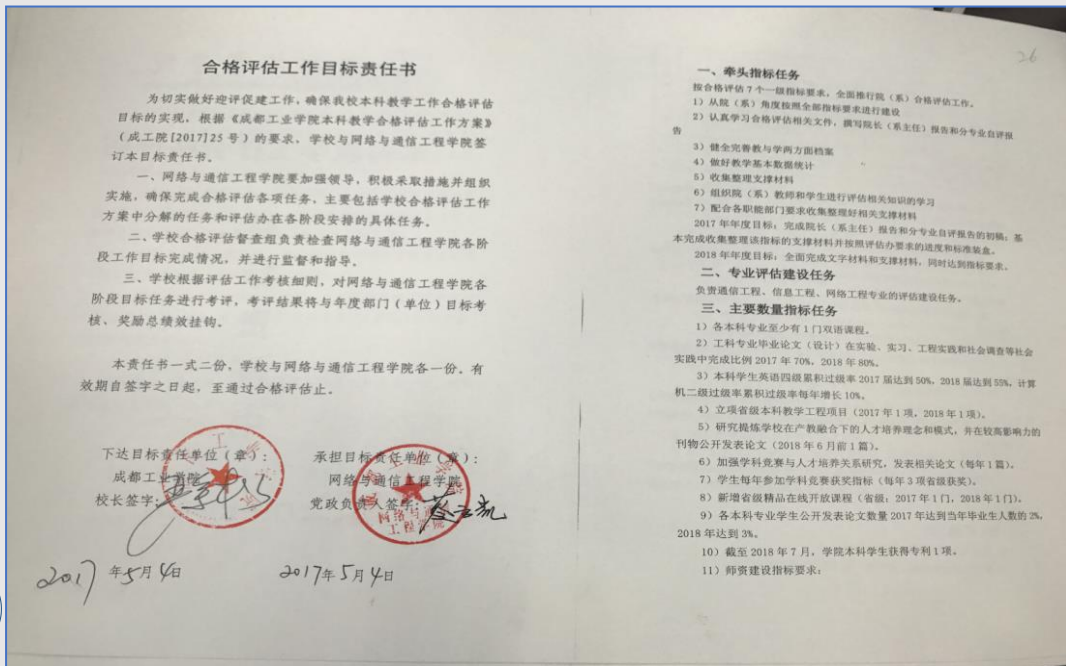 合格评估工作目标责任书
为切实做好迎评促建工作，确保我校本科教学工作合格评估
目标的实现，根据《成都工业学院本科教学合格评估工作方案》
（成工院[2017]25号）的要求，学校与网络与通信工程学院签
订本目标责任书。
一、网络与通信工程学院要加强领导，积极采取措施并组织
实施，确保完成合格评估各项任务，主要包括学校合格评估工作
方案中分解的任务和评估办在各阶段安排的具体任务。
二、学校合格评估督查组负责检查网络与通信工程学院各阶
段工作目标完成情况，并进行监督和指导。
三、学校根据评估工作考核细则，对网络与通信工程学院各
阶段目标任务进行考评，考评结果将与年度部门（单位）目标考
核、奖励总绩效挂钩。
本责任书一式二份，学校与网络与通信工程学院各一份。有
效期自签字之日起，至通过合格评估止。
下达目标责任单位（章）：
成都工业学院
校长签字：
2017年5月4日
承担目标责任单位（章）：
网络与通信工程学院
党政负责人签字：
2017年5月4日
网络与通
工程学院
26
一、牵头指标任务
按合格评估7个一级指标要求，全面推行院（系）合格评估工作。
1）从院（系）角度按照全部指标要求进行建设
2）认真学习合格评估相关文件，撰写院长（系主任）报告和分专业自评报
告
3）健全完善教与学两方面档案
4）做好教学基本数据统计
5）收集整理支撑材料
6）组织院（系）教师和学生进行评估相关知识的学习
7）配合各职能部门要求收集整理好相关支撑材料
2017年年度目标：完成院长（系主任）报告和分专业自评报告的初稿；基
本完成收集整理该指标的支撑材料并按照评估办要求的进度和标准装盒。
2018年年度目标：全面完成文字材料和支撑材料，同时达到指标要求。
二、专业评估建设任务
负责通信工程、信息工程、网络工程专业的评估建设任务。
三、主要数量指标任务
1）各本科专业至少有1门双语课程。
2）工科专业毕业论文（设计）在实验、实习、工程实践和社会调查等社会
实践中完成比例2017年70%，2018年80%。
3）本科学生英语四级累积过级率2017届达到50%，2018届达到55%，计算
机二级过级率累积过级率每年增长10%。
4）立项省级本科教学工程项目（2017年1项，2018年1项）。
5）研究提炼学校在产教融合下的人才培养理念和模式，并在较高影响力的
刊物公开发表论文（2018年6月前1篇）。
6）加强学科竞赛与人才培养关系研究，发表相关论文（每年1篇）。
7）学生每年参加学科竞赛获奖指标（每年3项省级获奖）。
8）新增省级精品在线开放课程（省级：2017年1门，2018年1门）。
9）各本科专业学生公开发表论文数量2017年达到当年毕业生人数的2%，
2018年达到3%。
10）截至2018年7月，学院本科学生获得专利1项。
11）师资建设指标要求：